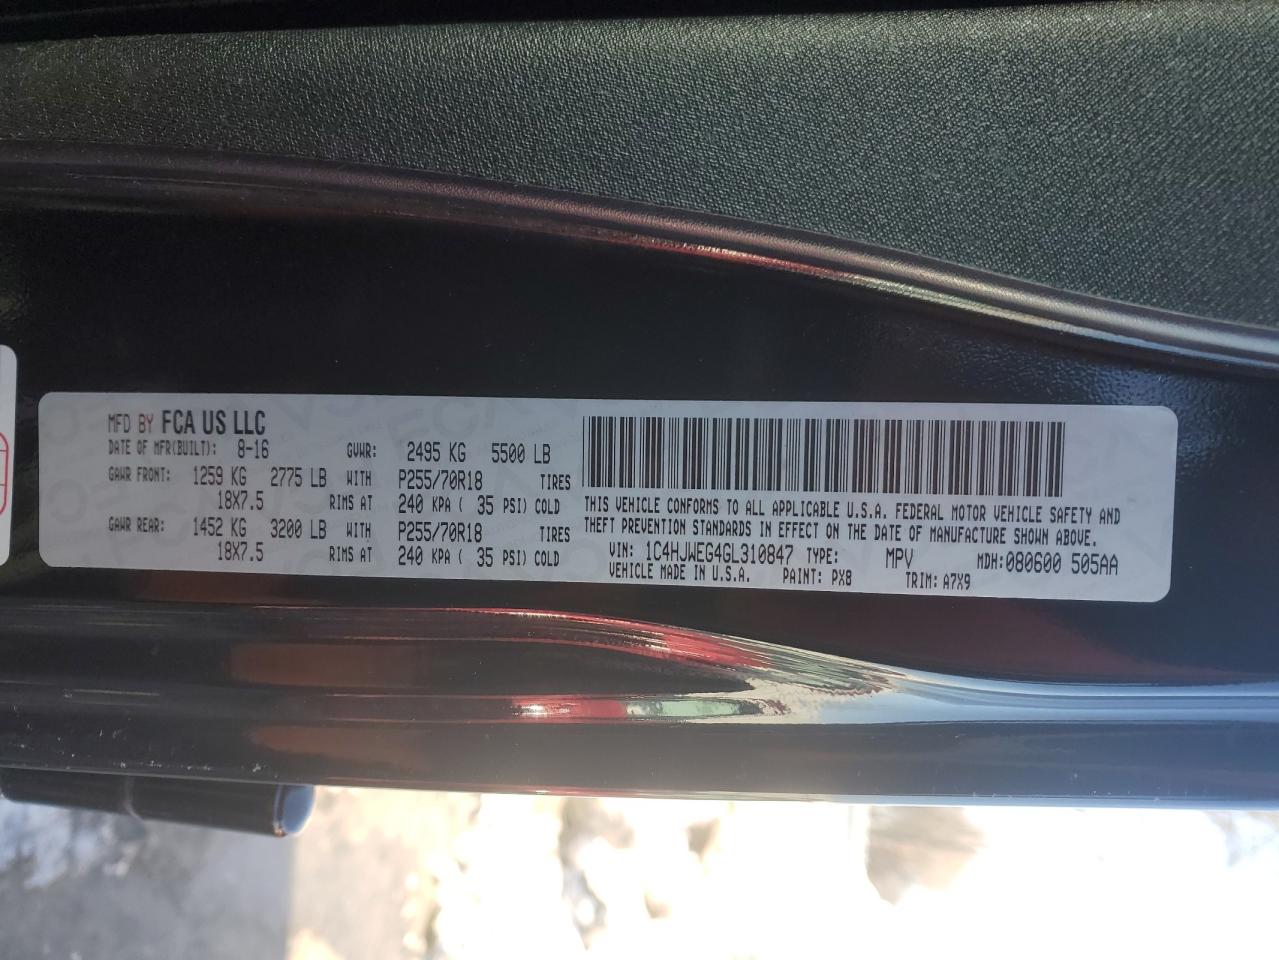 MFD BY FCA US LLC
DATE OF MFR(BUILT): 8-16 GVWR: 2495 KG 5500 LB
GAWR FRONT: 1259 KG 2775 LB WITH P255/70R18 TIRES
18X7.5 RIMS AT 240 KPA ( 35 PSI) COLD
GAWR REAR: 1452 KG 3200 LB WITH P255/70R18 TIRES
18X7.5 RIMS AT 240 KPA ( 35 PSI) COLD
THIS VEHICLE CONFORMS TO ALL APPLICABLE U.S.A. FEDERAL MOTOR VEHICLE SAFETY AND
THEFT PREVENTION STANDARDS IN EFFECT ON THE DATE OF MANUFACTURE SHOWN ABOVE.
VIN: 1C4HJWEG4GL310847 TYPE: MPV MDH:080600 505AA
VEHICLE MADE IN U.S.A. PAINT: PX8 TRIM: A7X9